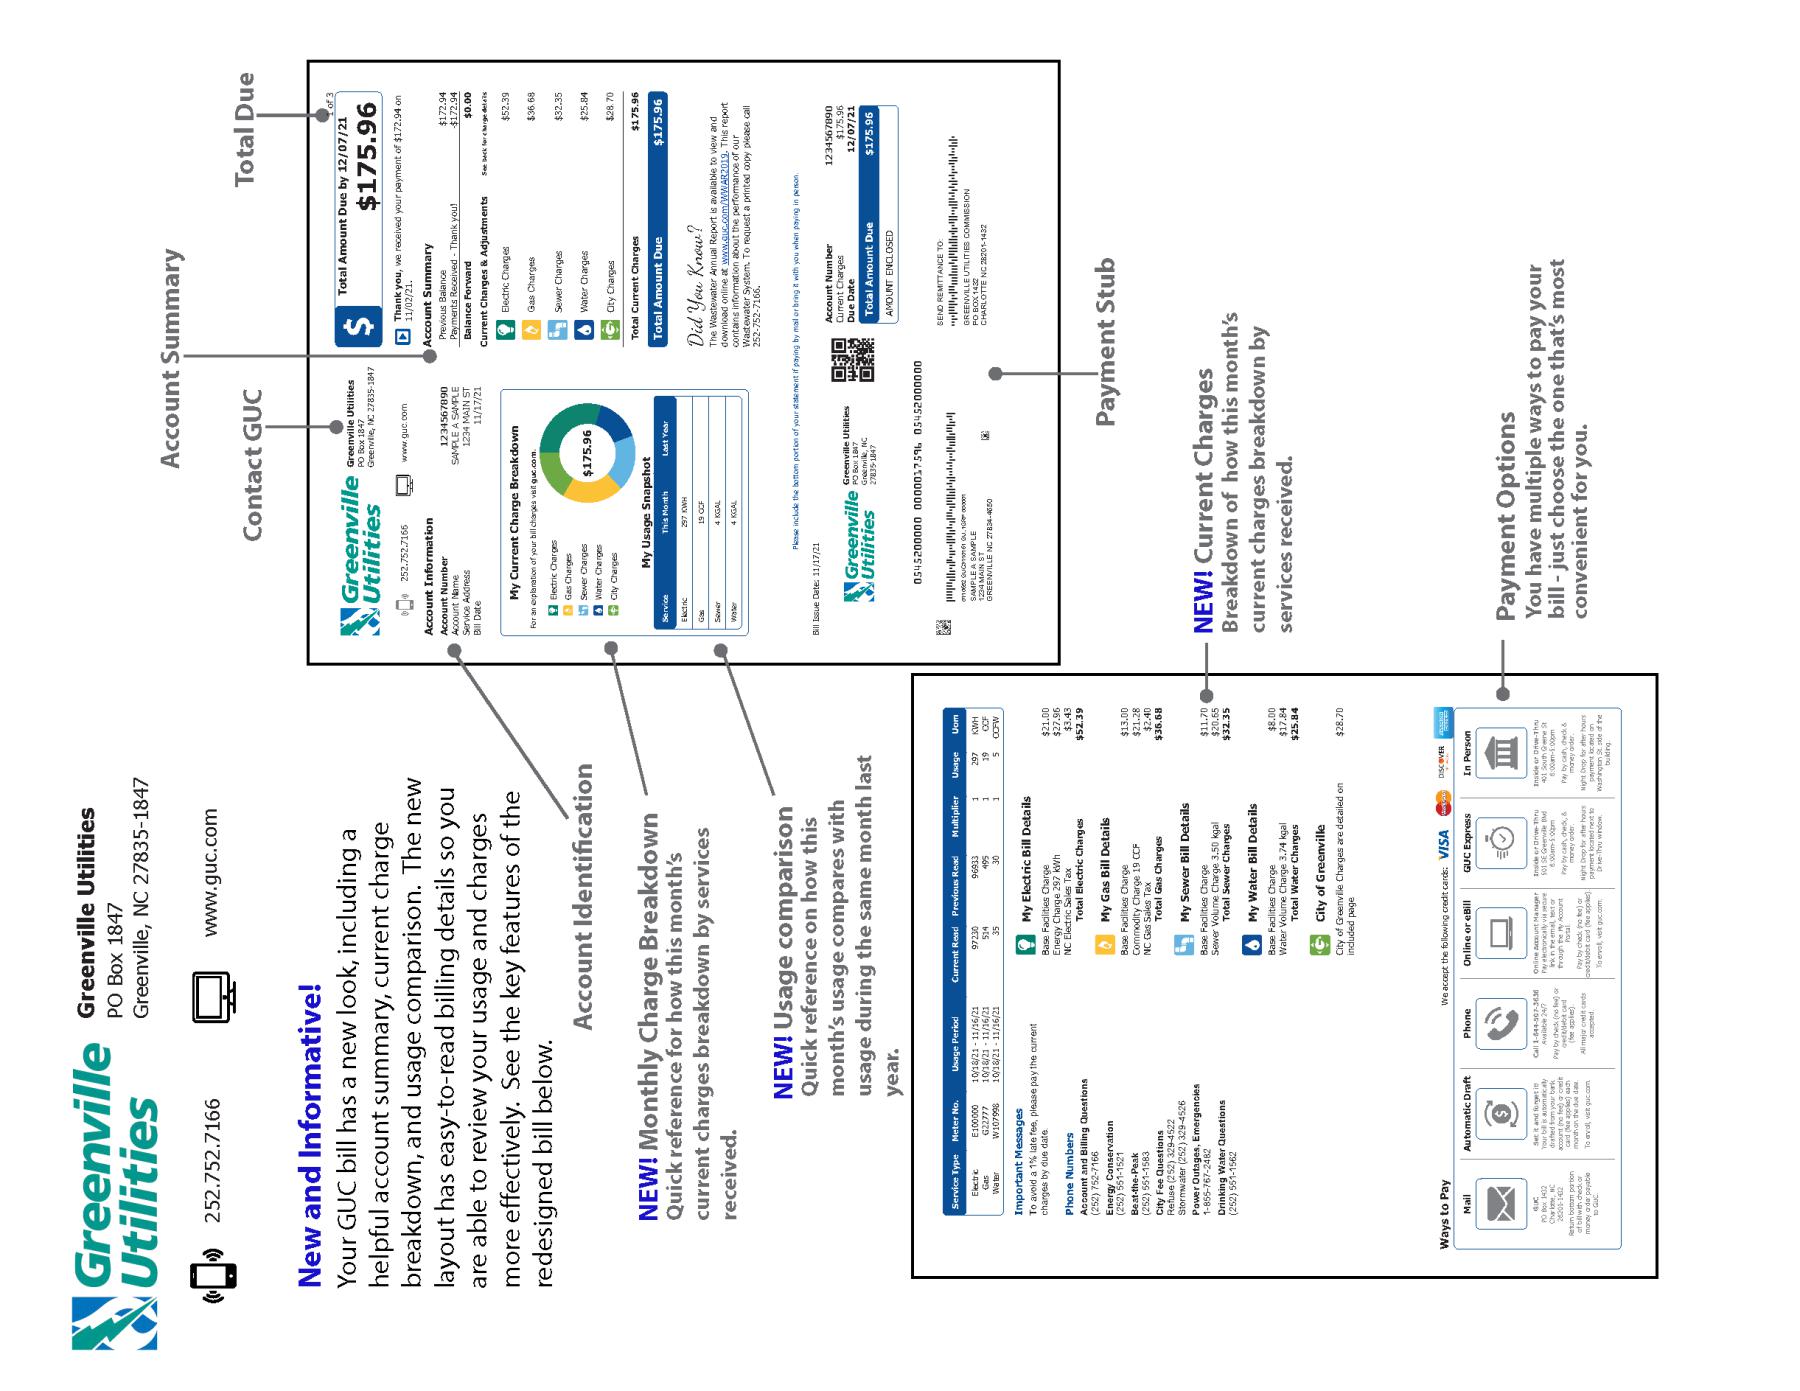 Greenville
Utilities
Greenville Utilities
PO Box 1847
Greenville, NC 27835-1847
252.752.7166
www.guc.com
New and Informative!
Your GUC bill has a new look, including a
helpful account summary, current charge
breakdown, and usage comparison. The new
layout has easy-to-read billing details so you
are able to review your usage and charges
more effectively. See the key features of the
redesigned bill below.
Account Identification
NEW! Monthly Charge Breakdown
Quick reference for how this month's
current charges breakdown by services
received.
NEW! Usage comparison
Quick reference on how this
month's usage compares with
usage during the same month last
year.
Contact GUC
Account Summary
Total Due
Greenville
Utilities
Greenville Utilities
PO Box 1847
Greenville, NC 27835-1847
252.752.7166
www.guc.com
Account Information
Account Number 1234567890
Account Name SAMPLE A SAMPLE
Service Address 1234 MAIN ST
Bill Date 11/17/21
My Current Charge Breakdown
For an explanation of your bill charges visit guc.com.
Electric Charges
Gas Charges
Sewer Charges
Water Charges
City Charges
$175.96
My Usage Snapshot
Service This Month Last Year
Electric 297 KWH
Gas 19 CCF
Sewer 4 KGAL
Water 4 KGAL
1 of 3
$
Total Amount Due by 12/07/21
$175.96
Thank you, we received your payment of $172.94 on
11/02/21.
Account Summary
Previous Balance $172.94
Payments Received - Thank you! -$172.94
Balance Forward $0.00
Current Charges & Adjustments See back for charge details
Electric Charges $52.39
Gas Charges $36.68
Sewer Charges $32.35
Water Charges $25.84
City Charges $28.70
Total Current Charges $175.96
Total Amount Due $175.96
Did You Know?
The Wastewater Annual Report is available to view and
download online at www.guc.com/WWAR2019. This report
contains information about the performance of our
Wastewater System. To request a printed copy please call
252-752-7166.
Please include the bottom portion of your statement if paying by mail or bring it with you when paying in person.
Bill Issue Date: 11/17/21
Greenville
Utilities
Greenville Utilities
PO Box 1847
Greenville, NC
27835-1847
Account Number 1234567890
Current Charges $175.96
Due Date 12/07/21
Total Amount Due $175.96
AMOUNT ENCLOSED
0514520000 0000017596 051452000000
SAMPLE A SAMPLE
1234 MAIN ST
GREENVILLE NC 27834-4650
SEND REMITTANCE TO:
GREENVILLE UTILITIES COMMISSION
PO BOX 1432
CHARLOTTE NC 28201-1432
Payment Stub
Service Type Meter No. Usage Period Current Read Previous Read Multiplier Usage Uom
Electric E100000 10/18/21 - 11/16/21 97230 96933 1 297 KWH
Gas G22777 10/18/21 - 11/16/21 514 495 1 19 CCF
Water W107998 10/18/21 - 11/16/21 35 30 1 5 CCFW
Important Messages
To avoid a 1% late fee, please pay the current
charges by due date.
Phone Numbers
Account and Billing Questions
(252) 752-7166
Energy Conservation
(252) 551-1521
Beat-the-Peak
(252) 551-1583
City Fee Questions
Refuse (252) 329-4522
Stormwater (252) 329-4526
Power Outages, Emergencies
1-855-767-2482
Drinking Water Questions
(252) 551-1562
My Electric Bill Details
Base Facilities Charge $21.00
Energy Charge 297 kWh $27.96
NC Electric Sales Tax $3.43
Total Electric Charges $52.39
My Gas Bill Details
Base Facilities Charge $13.00
Commodity Charge 19 CCF $21.28
NC Gas Sales Tax $2.40
Total Gas Charges $36.68
My Sewer Bill Details
Base Facilities Charge $11.70
Sewer Volume Charge 3.50 kgal $20.65
Total Sewer Charges $32.35
My Water Bill Details
Base Facilities Charge $8.00
Water Volume Charge 3.74 kgal $17.84
Total Water Charges $25.84
City of Greenville
City of Greenville Charges are detailed on $28.70
included page
Ways to Pay
We accept the following credit cards:
VISA
DISCOVER
Mail
GUC
PO Box 1432
Charlotte, NC
28201-1432
Return bottom portion
of bill with check or
money order payable
to GUC.
Automatic Draft
Set it and forget it!
Your bill is automatically
drafted from your bank
account (no fee) or credit
card (fee applies) each
month on the due date.
To enroll, visit guc.com.
Phone
Call 1-844-507-3636
Available 24/7
Pay by check (no fee) or
credit/debit card
(fee applies).
All major credit cards
accepted.
Online or eBill
Online Account Manager
Pay electronically via secure
link in the email, text or
through the My Account
Portal.
Pay by check (no fee) or
credit/debit card (fee applies).
To enroll, visit guc.com.
GUC Express
Inside or Drive-Thru
501 SE Greenville Blvd
8:00am-5:00pm
Pay by cash, check, &
money order
Night Drop for after hours
payment located next to
Drive-Thru window.
In Person
Inside or Drive-Thru
401 South Greene St
8:00am-5:00pm
Pay by cash, check &
money order.
Night Drop for after hours
payment located on
Washington St. side of the
building.
NEW! Current Charges
Breakdown of how this month's
current charges breakdown by
services received.
Payment Options
You have multiple ways to pay your
bill - just choose the one that's most
convenient for you.